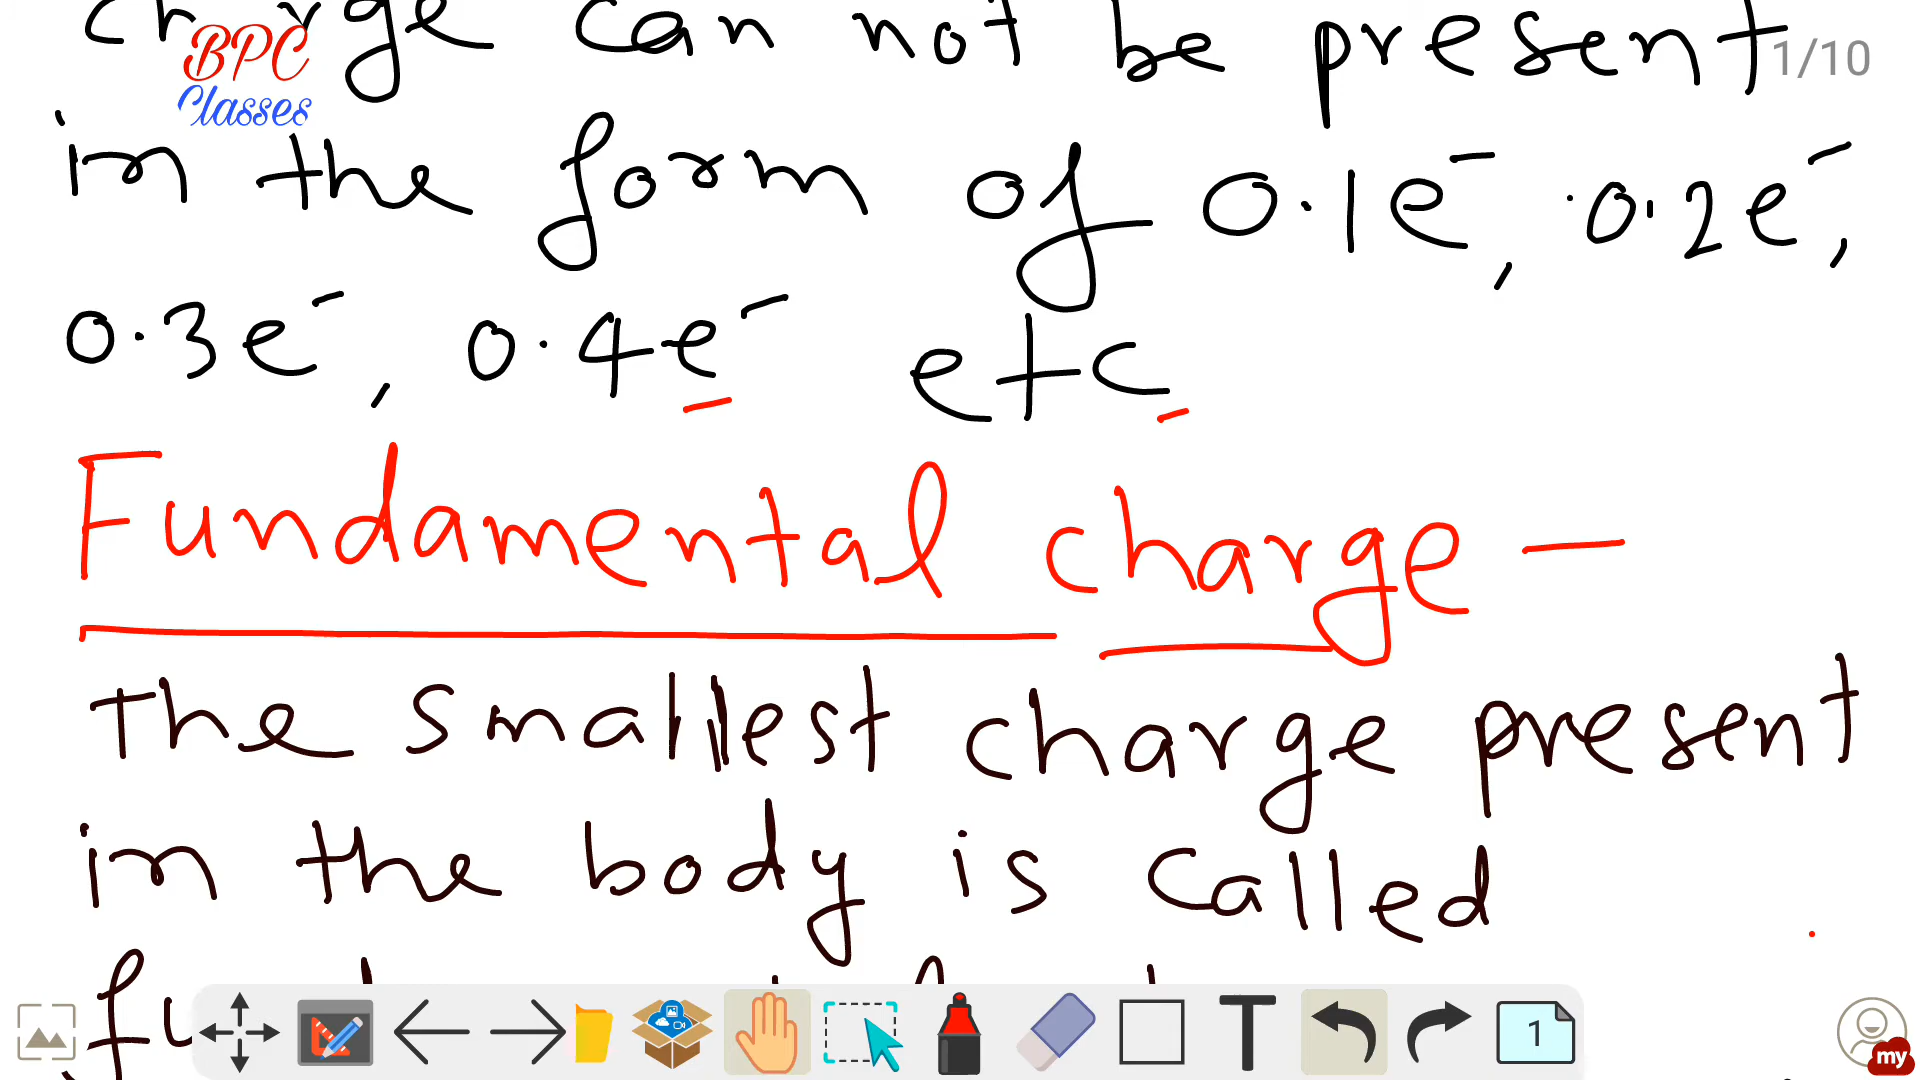 charge can not be present
1/10
BPC
Classes
in the form of 0.1e⁻, 0.2e⁻,
0.3e⁻, 0.4e⁻ etc
Fundamental charge —
The smallest charge present
in the body is called
1
my